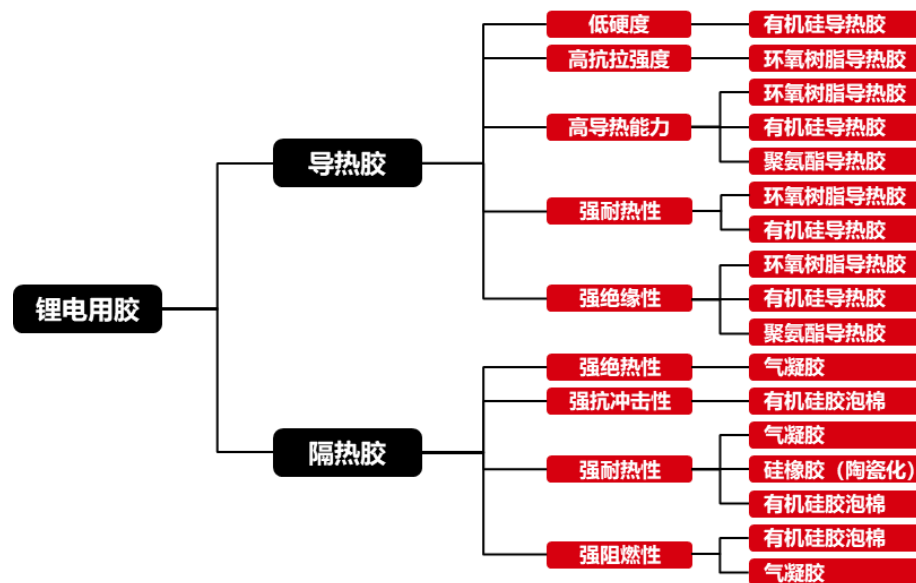 锂电用胶
导热胶
低硬度
有机硅导热胶
高抗拉强度
环氧树脂导热胶
高导热能力
环氧树脂导热胶
有机硅导热胶
聚氨酯导热胶
强耐热性
环氧树脂导热胶
有机硅导热胶
强绝缘性
环氧树脂导热胶
有机硅导热胶
聚氨酯导热胶
隔热胶
强绝热性
气凝胶
强抗冲击性
有机硅胶泡棉
强耐热性
气凝胶
硅橡胶（陶瓷化）
有机硅胶泡棉
强阻燃性
有机硅胶泡棉
气凝胶